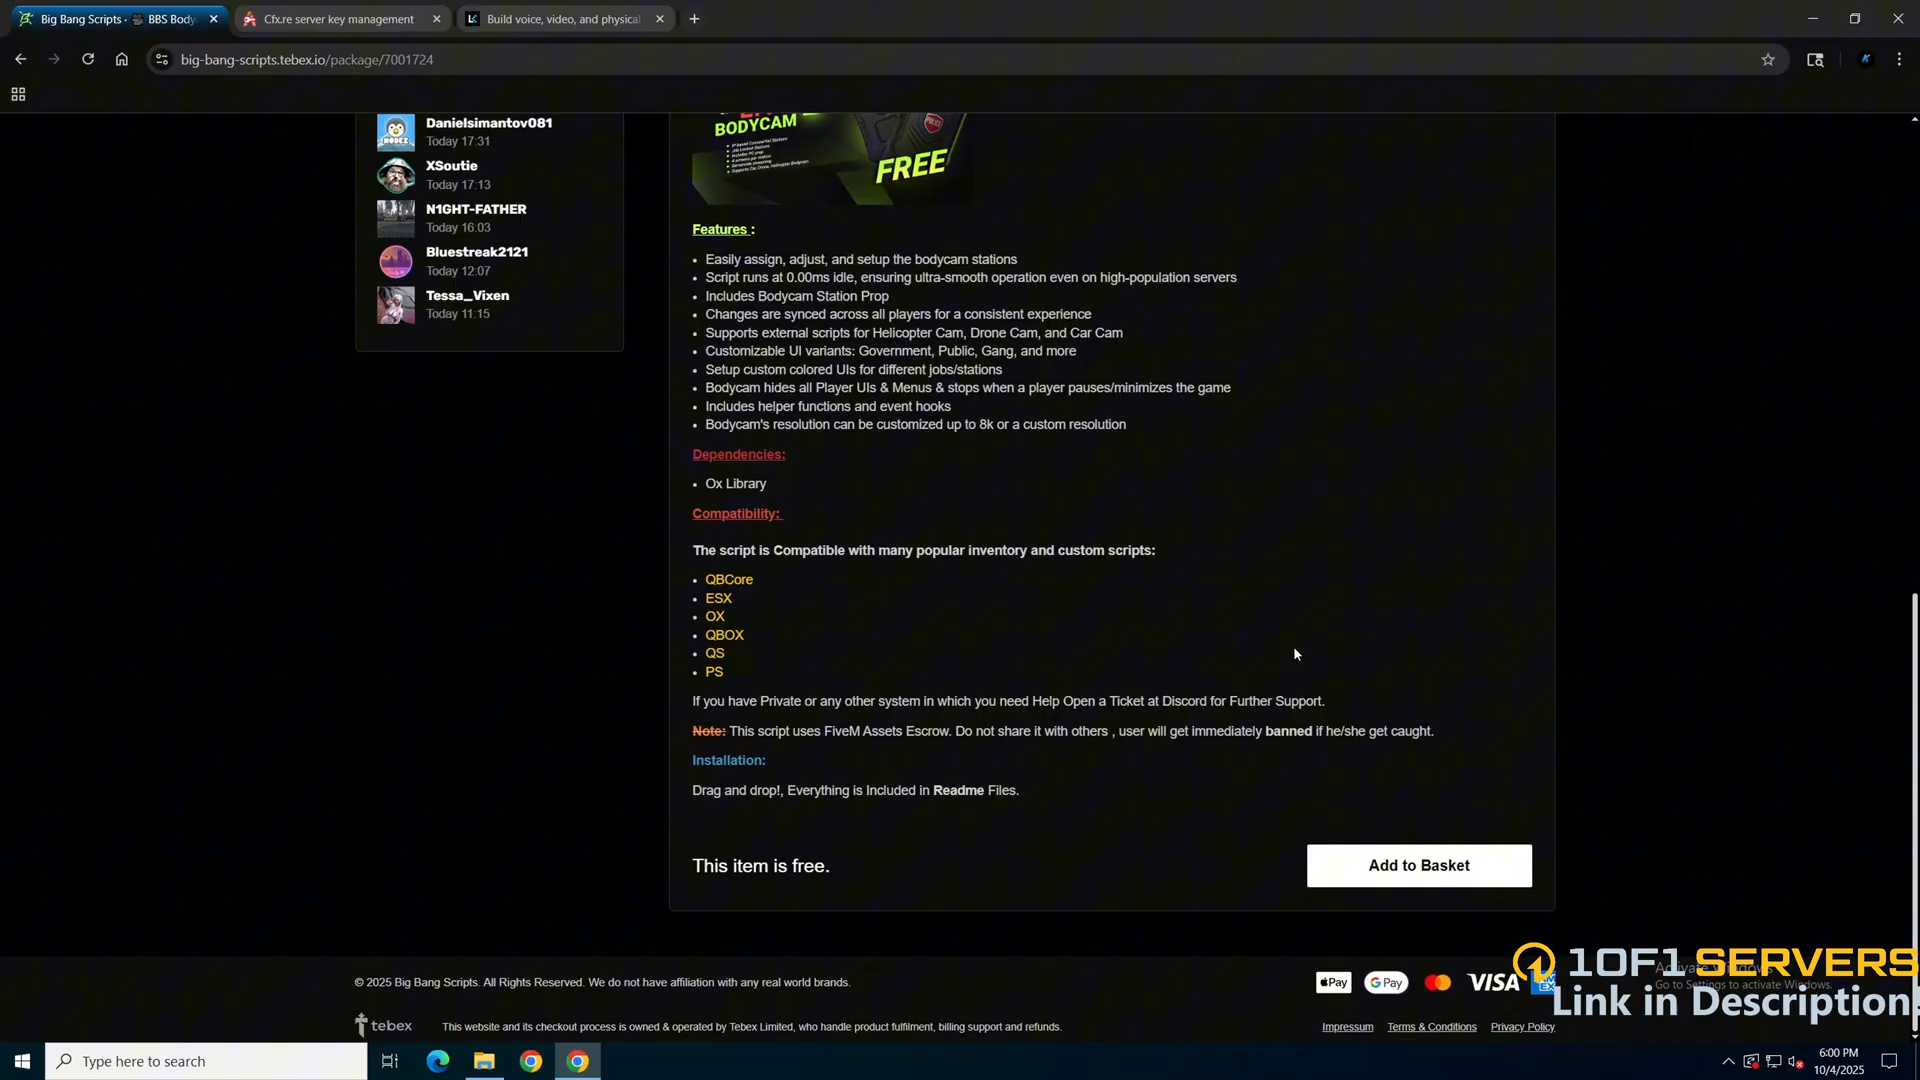 Big Bang Scripts - BBS Body
Cfx.re server key management
Build voice, video, and physical
big-bang-scripts.tebex.io/package/7001724
Danielsimantov081
Today 17:31
XSoutie
Today 17:13
N1GHT-FATHER
Today 16:03
Bluestreak2121
Today 12:07
Tessa_Vixen
Today 11:15
BODYCAM
FREE
Features :
Easily assign, adjust, and setup the bodycam stations
Script runs at 0.00ms idle, ensuring ultra-smooth operation even on high-population servers
Includes Bodycam Station Prop
Changes are synced across all players for a consistent experience
Supports external scripts for Helicopter Cam, Drone Cam, and Car Cam
Customizable UI variants: Government, Public, Gang, and more
Setup custom colored UIs for different jobs/stations
Bodycam hides all Player UIs & Menus & stops when a player pauses/minimizes the game
Includes helper functions and event hooks
Bodycam's resolution can be customized up to 8k or a custom resolution
Dependencies:
Ox Library
Compatibility:
The script is Compatible with many popular inventory and custom scripts:
QBCore
ESX
OX
QBOX
QS
PS
If you have Private or any other system in which you need Help Open a Ticket at Discord for Further Support.
Note: This script uses FiveM Assets Escrow. Do not share it with others , user will get immediately banned if he/she get caught.
Installation:
Drag and drop!, Everything is Included in Readme Files.
This item is free.
Add to Basket
© 2025 Big Bang Scripts. All Rights Reserved. We do not have affiliation with any real world brands.
Pay
G Pay
VISA
1OF1 SERVERS
Activate Windows
Go to Settings to activate Windows.
Link in Description!
tebex
This website and its checkout process is owned & operated by Tebex Limited, who handle product fulfilment, billing support and refunds.
Impressum
Terms & Conditions
Privacy Policy
Type here to search
6:00 PM
10/4/2025